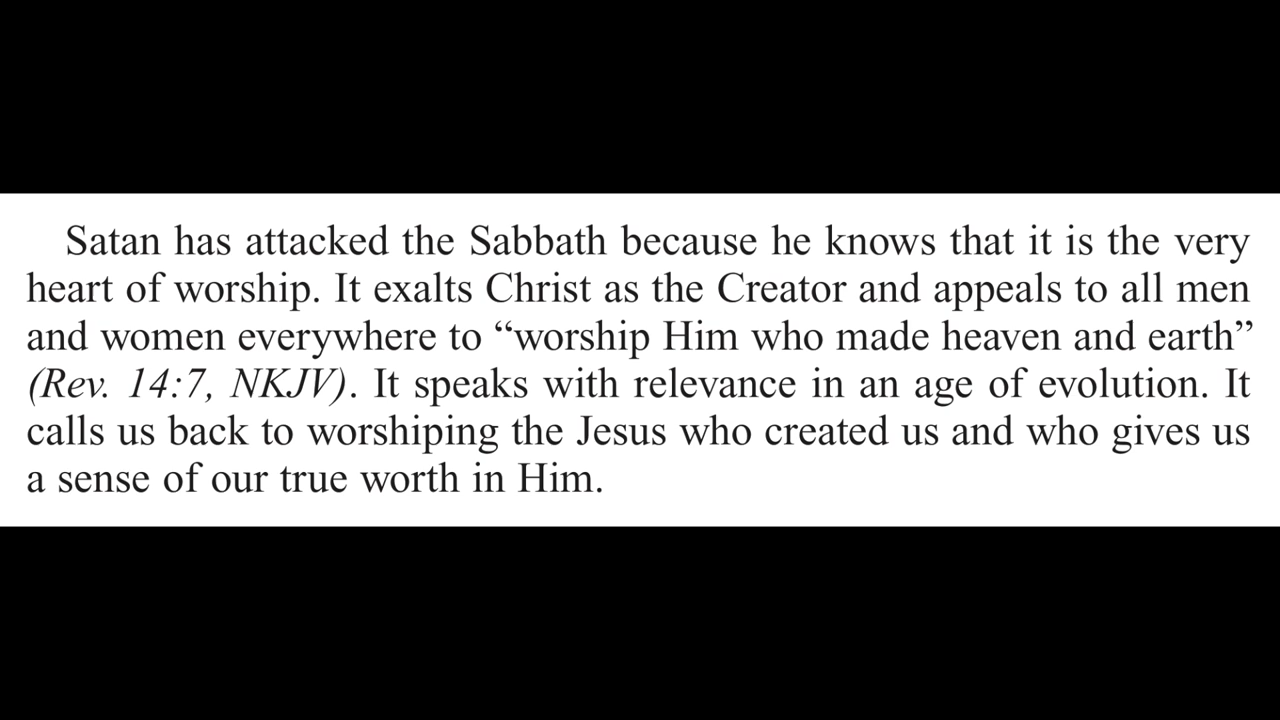 Satan has attacked the Sabbath because he knows that it is the very
heart of worship. It exalts Christ as the Creator and appeals to all men
and women everywhere to “worship Him who made heaven and earth”
(Rev. 14:7, NKJV). It speaks with relevance in an age of evolution. It
calls us back to worshiping the Jesus who created us and who gives us
a sense of our true worth in Him.